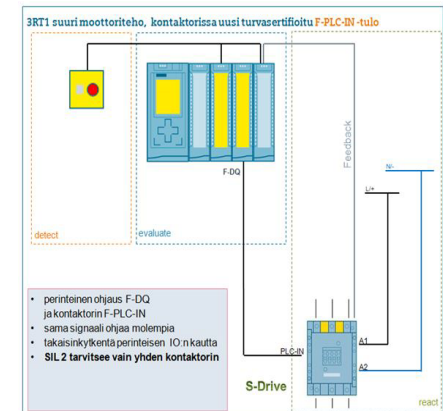 3RT1 suuri moottoriteho, kontaktorissa uusi turvasertifioitu F-PLC-IN -tulo
F-DQ
Feedback
N/-
L/+
detect
evaluate
• perinteinen ohjaus F-DQ
ja kontaktorin F-PLC-IN
• sama signaali ohjaa molempia
• takaisinkytkentä perinteisen IO:n kautta
• SIL 2 tarvitsee vain yhden kontaktorin
PLC-IN
A1
A2
S-Drive
react